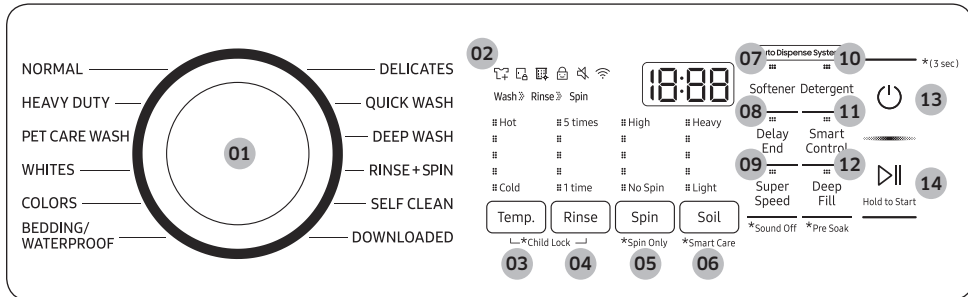 NORMAL
HEAVY DUTY
PET CARE WASH
WHITES
COLORS
BEDDING/
WATERPROOF
01
DELICATES
QUICK WASH
DEEP WASH
RINSE+SPIN
SELF CLEAN
DOWNLOADED
02
Wash Rinse Spin
18:88
Hot 5 times High Heavy
Cold 1 time No Spin Light
Temp. Rinse Spin Soil
*Child Lock *Spin Only *Smart Care
03 04 05 06
07 uto Dispense Syste 10
Softener Detergent
08 11
Delay
End
Smart
Control
09 12
Super
Speed
Deep
Fill
*Sound Off *Pre Soak
*(3 sec)
13
14
Hold to Start